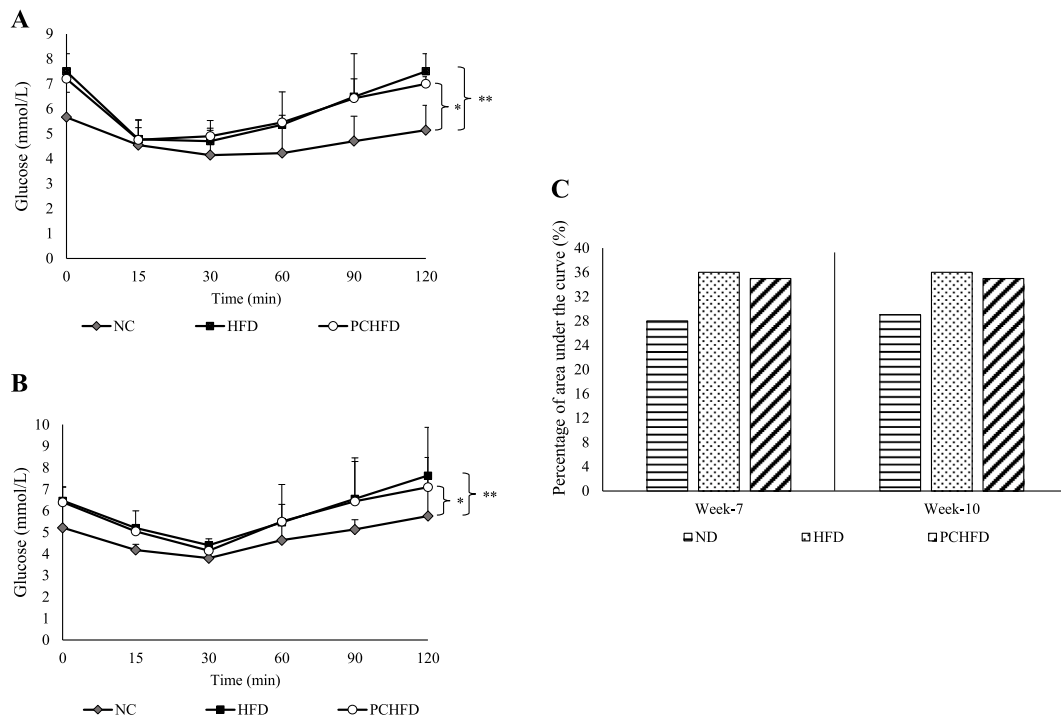 A
9
8
7
6
5
4
3
2
1
0
Glucose (mmol/L)
* **
0 15 30 60 90 120
Time (min)
NC HFD PCHFD
B
10
9
8
7
6
5
4
3
2
1
0
Glucose (mmol/L)
* **
0 15 30 60 90 120
Time (min)
NC HFD PCHFD
C
40
36
32
28
24
20
16
12
8
4
0
Percentage of area under the curve (%)
Week-7 Week-10
ND HFD PCHFD